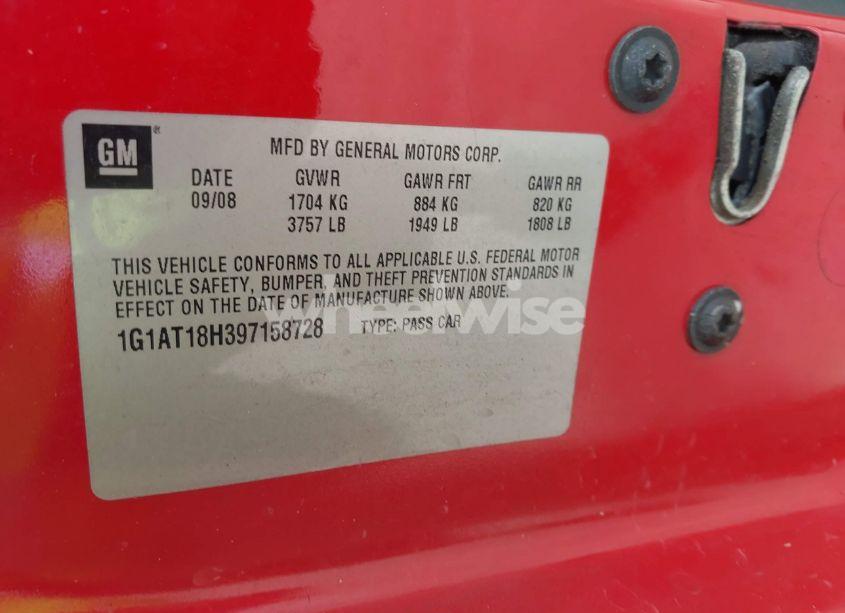 GM
MFD BY GENERAL MOTORS CORP.
DATE GVWR GAWR FRT GAWR RR
09/08 1704 KG 884 KG 820 KG
3757 LB 1949 LB 1808 LB
THIS VEHICLE CONFORMS TO ALL APPLICABLE U.S. FEDERAL MOTOR
VEHICLE SAFETY, BUMPER, AND THEFT PREVENTION STANDARDS IN
EFFECT ON THE DATE OF MANUFACTURE SHOWN ABOVE.
wheelwise
1G1AT18H397158728 TYPE: PASS CAR